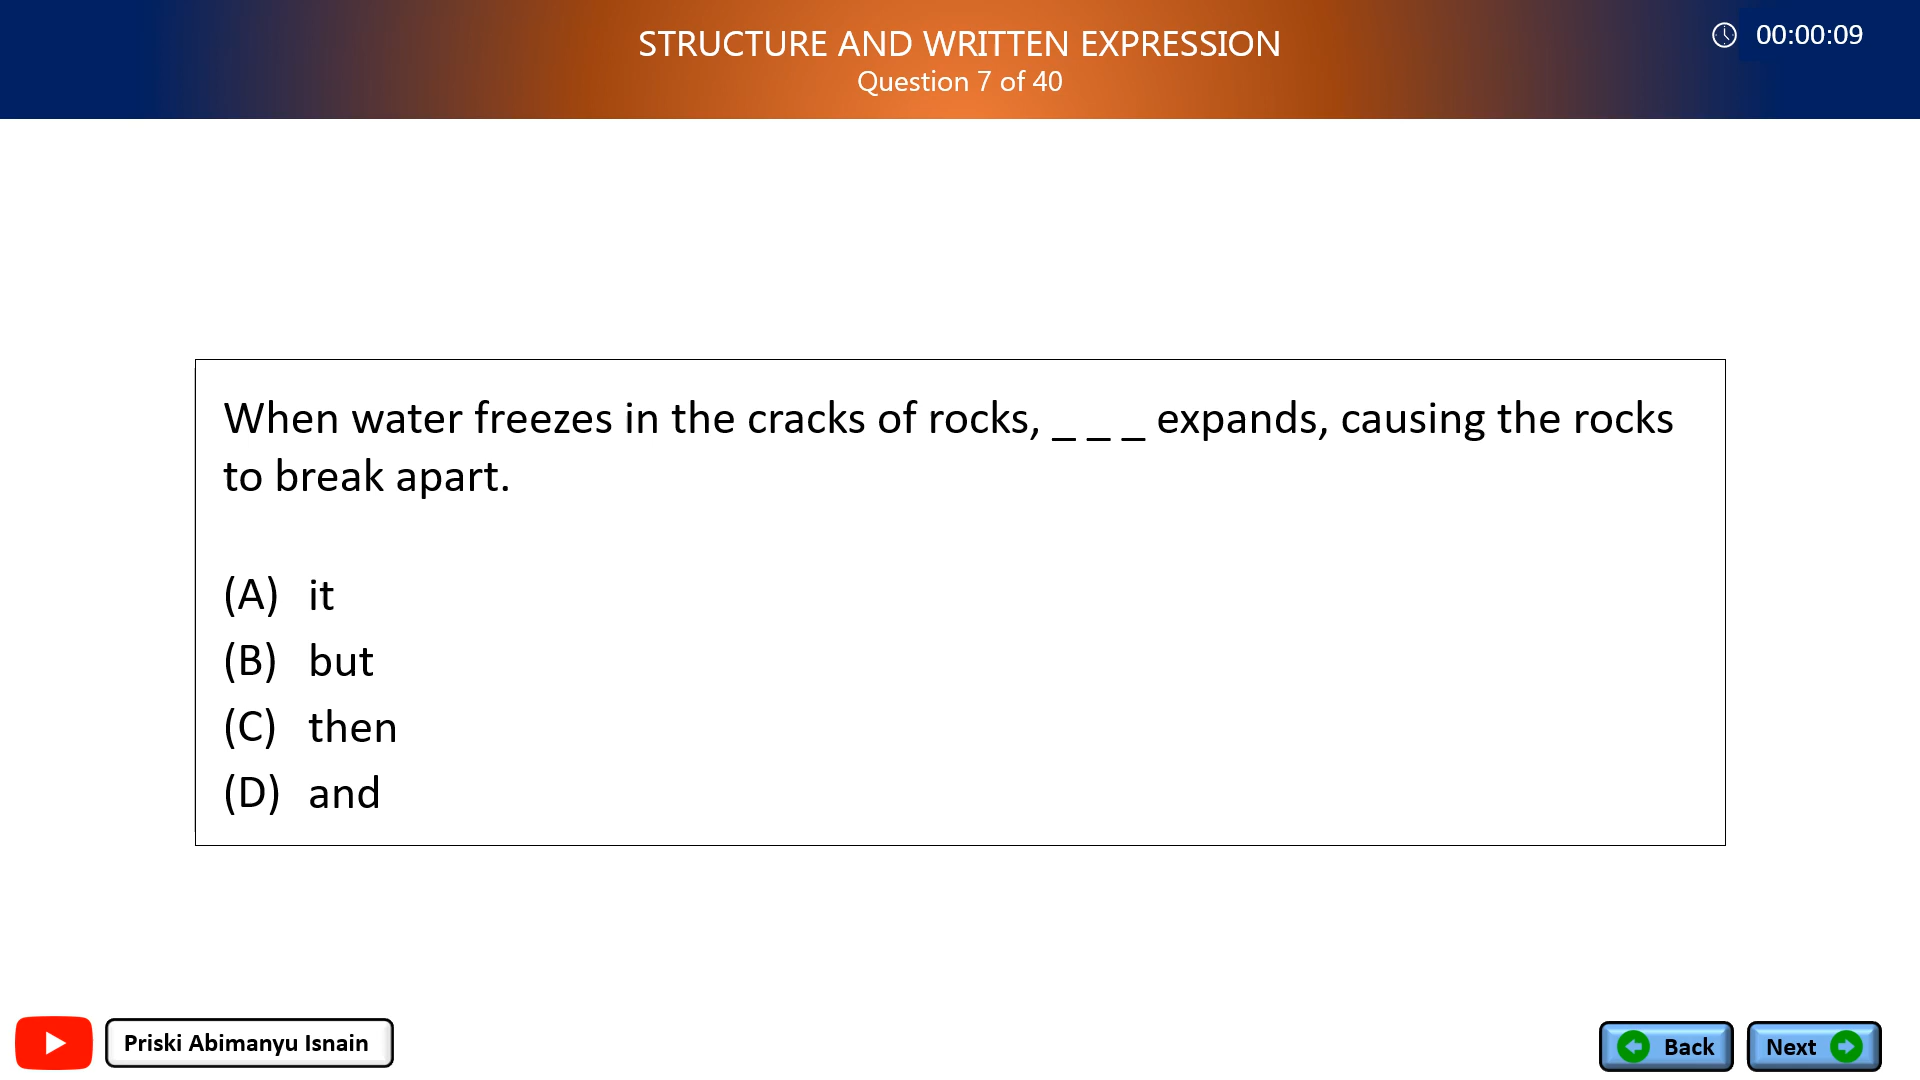 STRUCTURE AND WRITTEN EXPRESSION
Question 7 of 40
00:00:09
When water freezes in the cracks of rocks, _ _ _ expands, causing the rocks
to break apart.
(A) it
(B) but
(C) then
(D) and
Priski Abimanyu Isnain
Back
Next